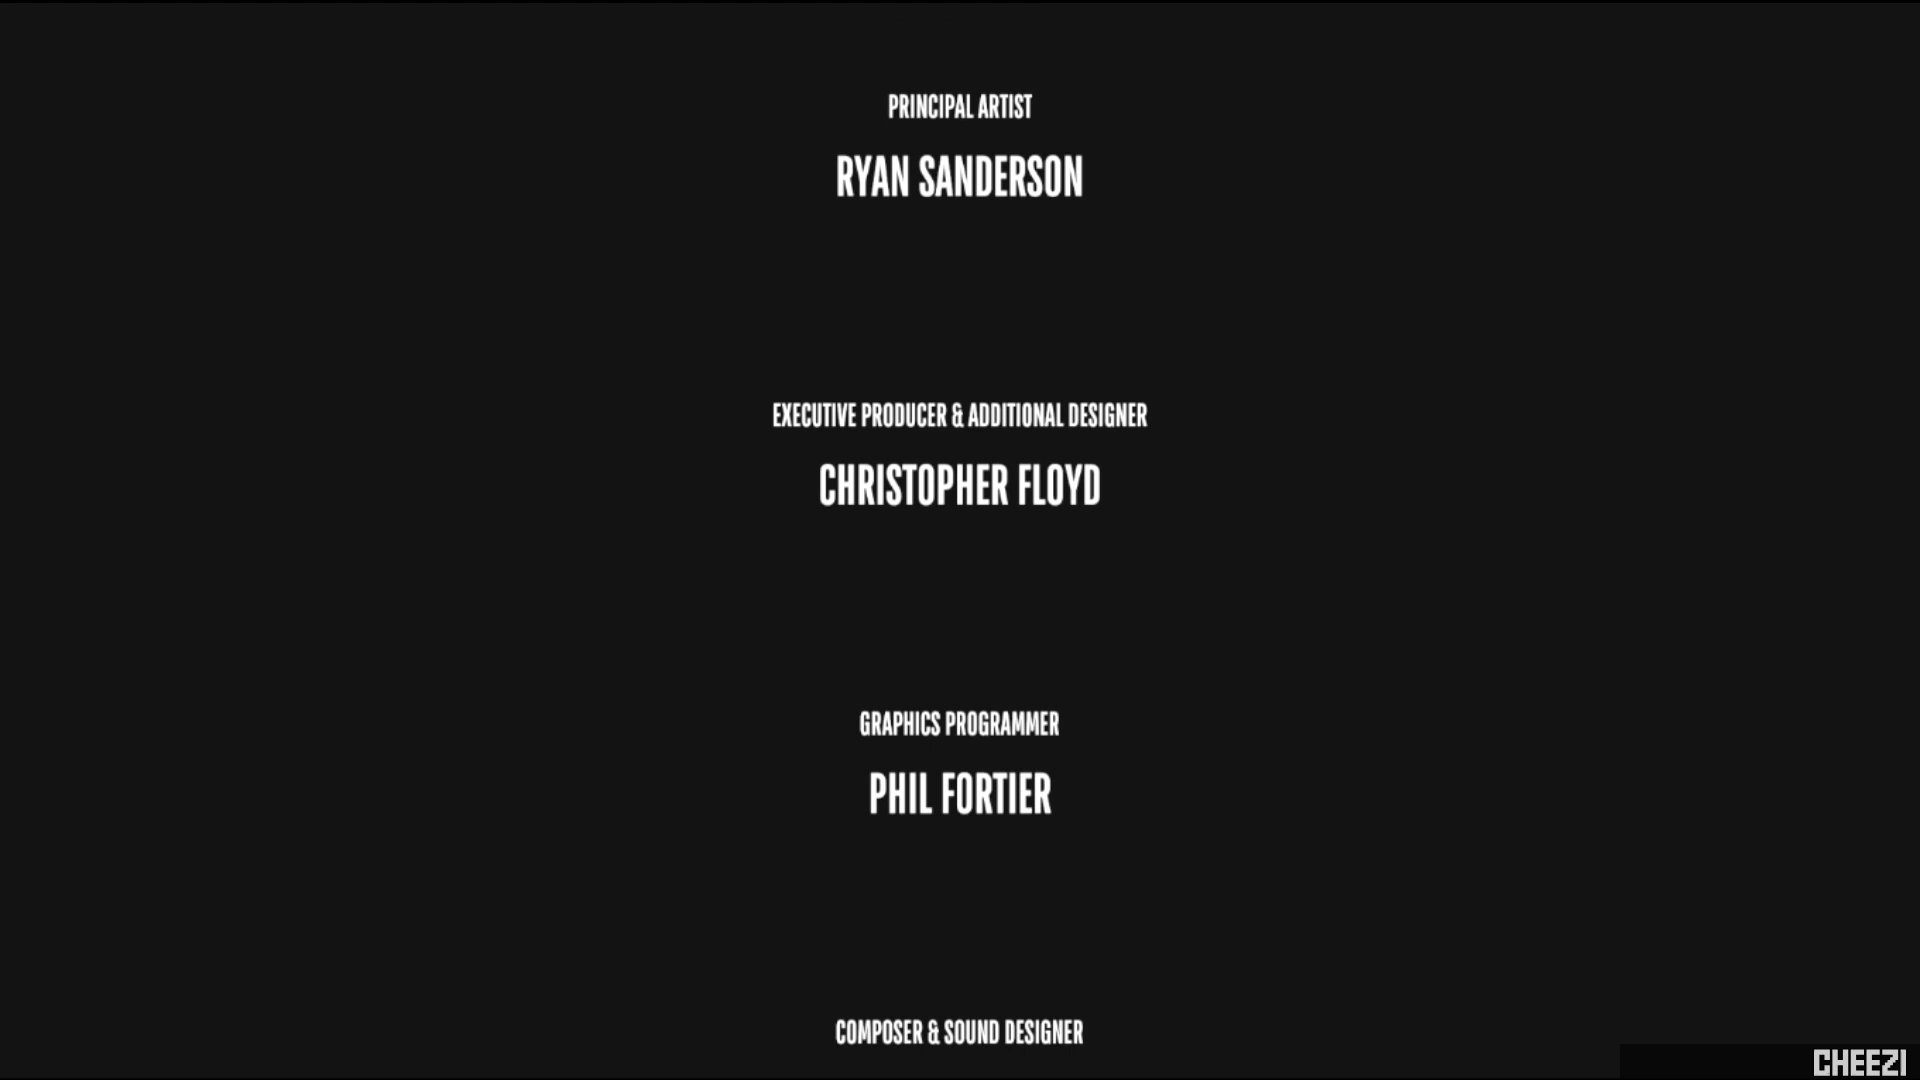 PRINCIPAL ARTIST
RYAN SANDERSON
EXECUTIVE PRODUCER & ADDITIONAL DESIGNER
CHRISTOPHER FLOYD
GRAPHICS PROGRAMMER
PHIL FORTIER
COMPOSER & SOUND DESIGNER
CHEEZI